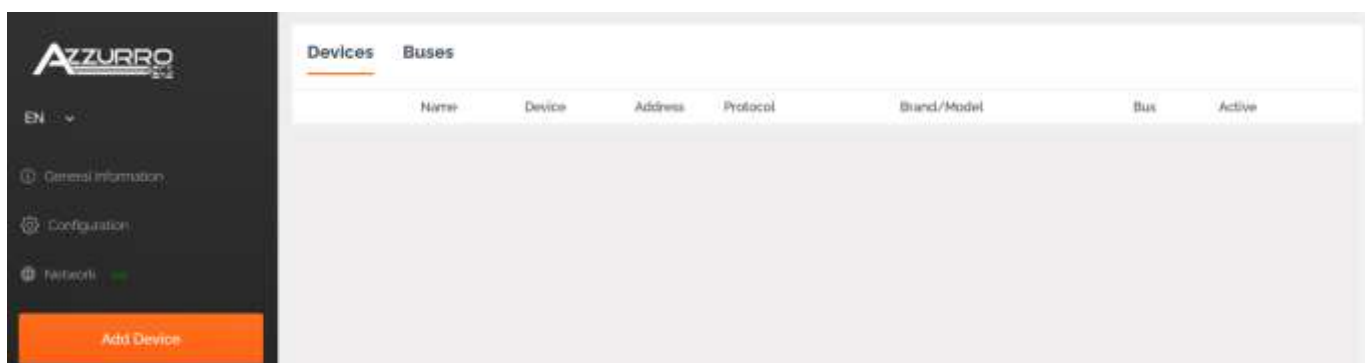 AZZURRO
Devices Buses
Name Device Address Protocol Brand/Model Bus Active
EN
General information
Configuration
Network
Add Device